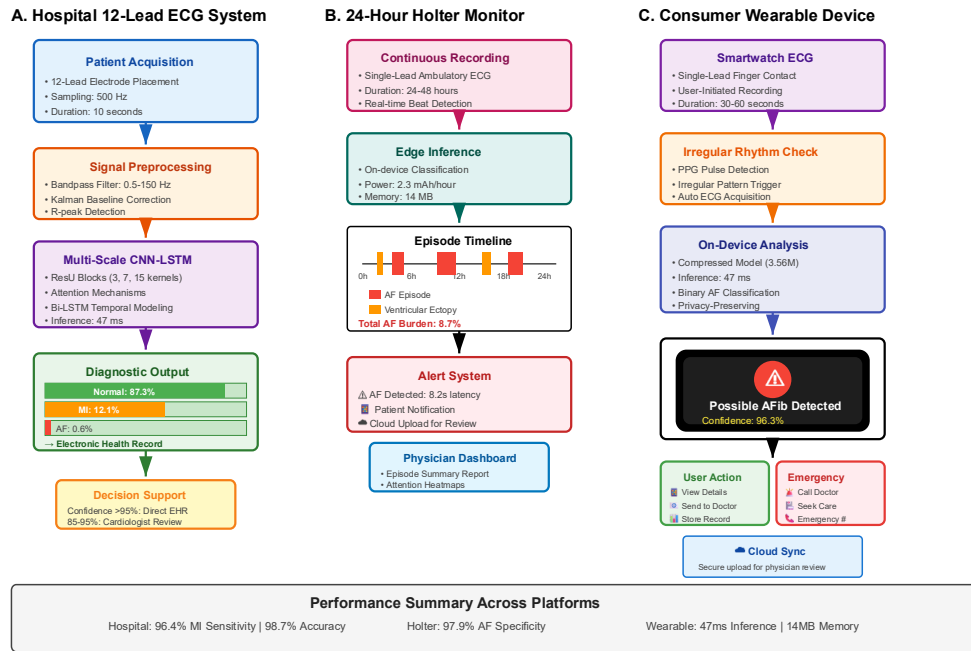 A. Hospital 12-Lead ECG System
Patient Acquisition
• 12-Lead Electrode Placement
• Sampling: 500 Hz
• Duration: 10 seconds
Signal Preprocessing
• Bandpass Filter: 0.5-150 Hz
• Kalman Baseline Correction
• R-peak Detection
Multi-Scale CNN-LSTM
• ResU Blocks (3, 7, 15 kernels)
• Attention Mechanisms
• Bi-LSTM Temporal Modeling
• Inference: 47 ms
Diagnostic Output
Normal: 87.3%
MI: 12.1%
AF: 0.6%
→ Electronic Health Record
Decision Support
Confidence >95%: Direct EHR
85-95%: Cardiologist Review
B. 24-Hour Holter Monitor
Continuous Recording
• Single-Lead Ambulatory ECG
• Duration: 24-48 hours
• Real-time Beat Detection
Edge Inference
• On-device Classification
• Power: 2.3 mAh/hour
• Memory: 14 MB
Episode Timeline
0h 6h 12h 18h 24h
AF Episode
Ventricular Ectopy
Total AF Burden: 8.7%
Alert System
⚠ AF Detected: 8.2s latency
Patient Notification
Cloud Upload for Review
Physician Dashboard
• Episode Summary Report
• Attention Heatmaps
C. Consumer Wearable Device
Smartwatch ECG
• Single-Lead Finger Contact
• User-Initiated Recording
• Duration: 30-60 seconds
Irregular Rhythm Check
• PPG Pulse Detection
• Irregular Pattern Trigger
• Auto ECG Acquisition
On-Device Analysis
• Compressed Model (3.56M)
• Inference: 47 ms
• Binary AF Classification
• Privacy-Preserving
Possible AFib Detected
Confidence: 96.3%
User Action
View Details
Send to Doctor
Store Record
Emergency
Call Doctor
Seek Care
Emergency #
Cloud Sync
Secure upload for physician review
Performance Summary Across Platforms
Hospital: 96.4% MI Sensitivity | 98.7% Accuracy Holter: 97.9% AF Specificity Wearable: 47ms Inference | 14MB Memory